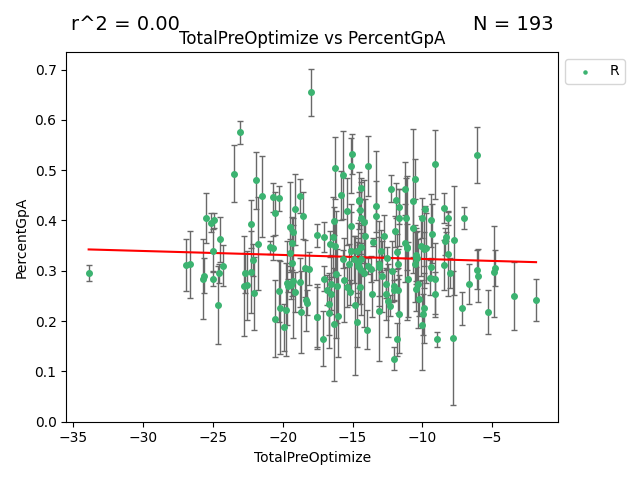 r^2 = 0.00
N = 193
TotalPreOptimize vs PercentGpA
R
PercentGpA
0.7
0.6
0.5
0.4
0.3
0.2
0.1
0.0
−35
−30
−25
−20
−15
−10
−5
TotalPreOptimize